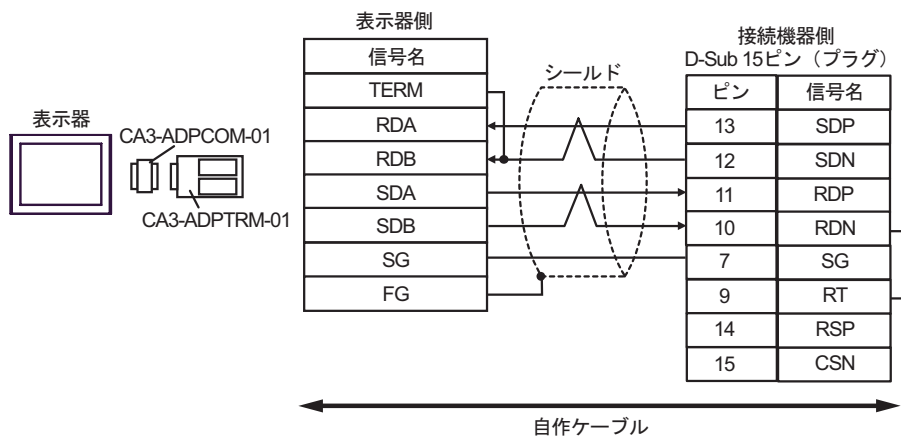 表示器側
接続機器側
D-Sub 15ピン（プラグ）
信号名
シールド
ピン 信号名
TERM
表示器
CA3-ADPCOM-01
CA3-ADPTRM-01
RDA 13 SDP
RDB 12 SDN
SDA 11 RDP
SDB 10 RDN
SG 7 SG
FG 9 RT
14 RSP
15 CSN
自作ケーブル